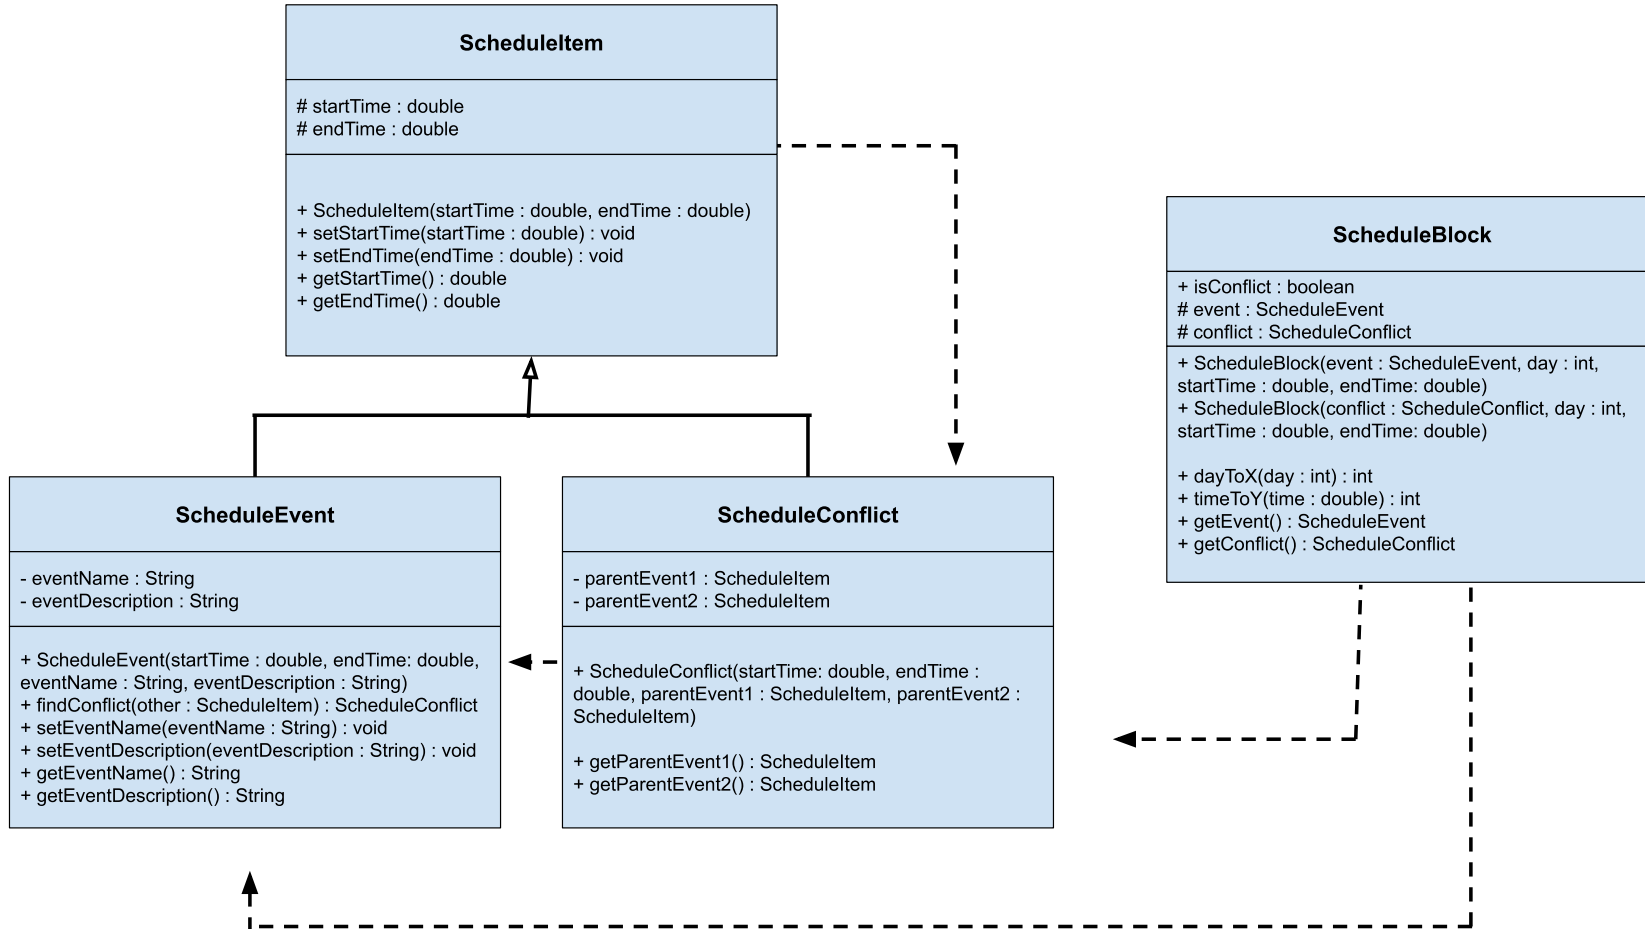 ScheduleItem
# startTime : double
# endTime : double
+ ScheduleItem(startTime : double, endTime : double)
+ setStartTime(startTime : double) : void
+ setEndTime(endTime : double) : void
+ getStartTime() : double
+ getEndTime() : double
ScheduleBlock
+ isConflict : boolean
# event : ScheduleEvent
# conflict : ScheduleConflict
+ ScheduleBlock(event : ScheduleEvent, day : int,
startTime : double, endTime: double)
+ ScheduleBlock(conflict : ScheduleConflict, day : int,
startTime : double, endTime: double)
+ dayToX(day : int) : int
+ timeToY(time : double) : int
+ getEvent() : ScheduleEvent
+ getConflict() : ScheduleConflict
ScheduleEvent
- eventName : String
- eventDescription : String
+ ScheduleEvent(startTime : double, endTime: double,
eventName : String, eventDescription : String)
+ findConflict(other : ScheduleItem) : ScheduleConflict
+ setEventName(eventName : String) : void
+ setEventDescription(eventDescription : String) : void
+ getEventName() : String
+ getEventDescription() : String
ScheduleConflict
- parentEvent1 : ScheduleItem
- parentEvent2 : ScheduleItem
+ ScheduleConflict(startTime: double, endTime :
double, parentEvent1 : ScheduleItem, parentEvent2 :
ScheduleItem)
+ getParentEvent1() : ScheduleItem
+ getParentEvent2() : ScheduleItem